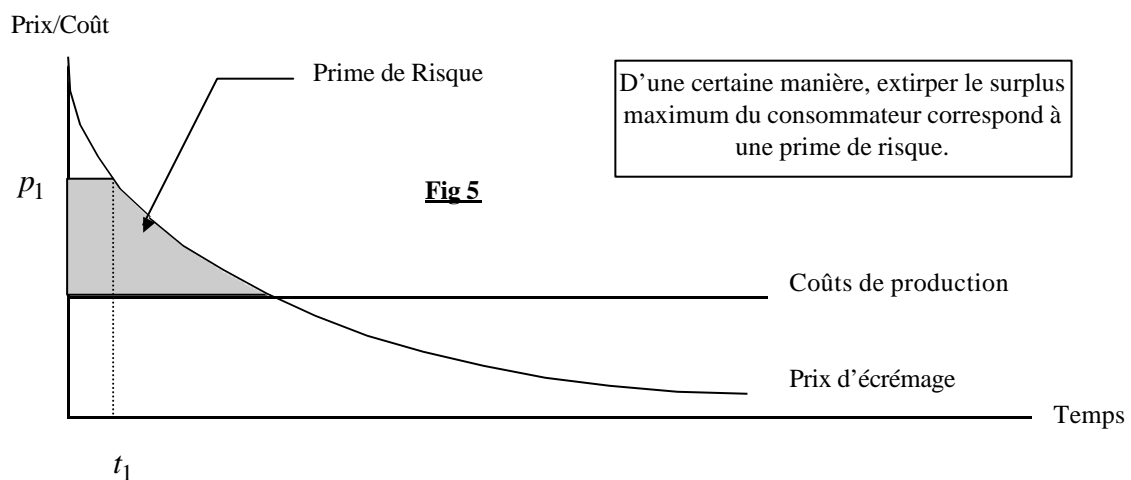 Prix/Coût
Prime de Risque
D’une certaine manière, extirper le surplus
maximum du consommateur correspond à
une prime de risque.
p1
Fig 5
Coûts de production
Prix d’écrémage
Temps
t1